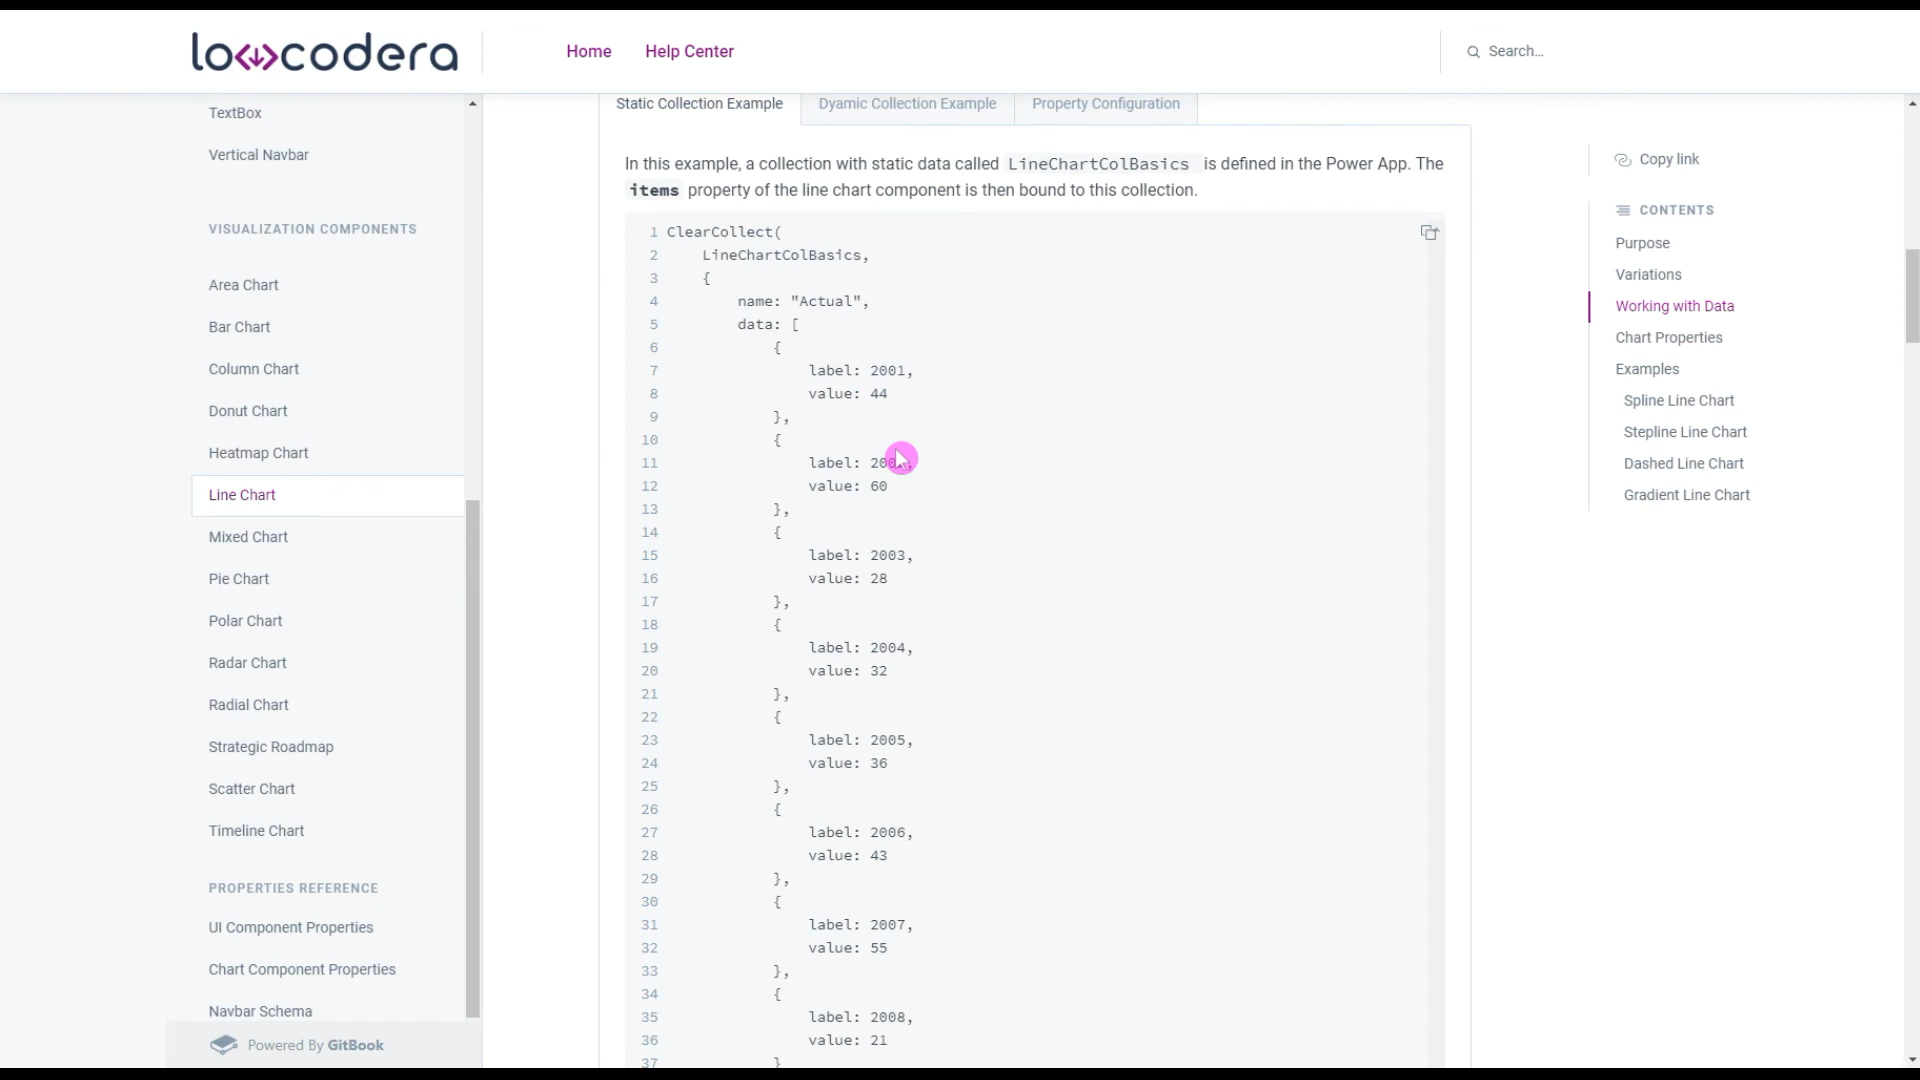 lowcodera
Home
Help Center
Search...
TextBox
Vertical Navbar
VISUALIZATION COMPONENTS
Area Chart
Bar Chart
Column Chart
Donut Chart
Heatmap Chart
Line Chart
Mixed Chart
Pie Chart
Polar Chart
Radar Chart
Radial Chart
Strategic Roadmap
Scatter Chart
Timeline Chart
PROPERTIES REFERENCE
UI Component Properties
Chart Component Properties
Navbar Schema
Powered By GitBook
Static Collection Example
Dyamic Collection Example
Property Configuration
In this example, a collection with static data called LineChartColBasics is defined in the Power App. The
items property of the line chart component is then bound to this collection.
1 ClearCollect(
2 LineChartColBasics,
3 {
4 name: "Actual",
5 data: [
6 {
7 label: 2001,
8 value: 44
9 },
10 {
11 label:
12 value: 60
13 },
14 {
15 label: 2003,
16 value: 28
17 },
18 {
19 label: 2004,
20 value: 32
21 },
22 {
23 label: 2005,
24 value: 36
25 },
26 {
27 label: 2006,
28 value: 43
29 },
30 {
31 label: 2007,
32 value: 55
33 },
34 {
35 label: 2008,
36 value: 21
37 }
Copy link
CONTENTS
Purpose
Variations
Working with Data
Chart Properties
Examples
Spline Line Chart
Stepline Line Chart
Dashed Line Chart
Gradient Line Chart